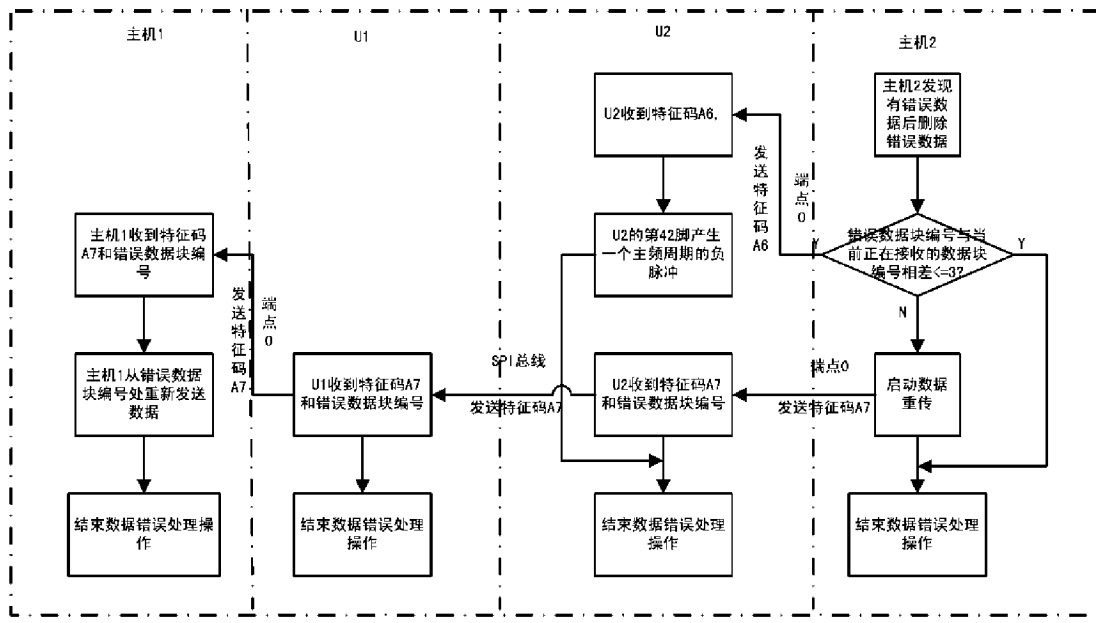 主机1
U1
U2
主机2
U2收到特征码A6,
主机2发现
有错误数
据后删除
错误数据
发送特征码A6
端点0
主机1收到特征码
A7和错误数据块编
号
U2的第42脚产生
一个主频周期的负
脉冲
Y
错误数据块编号与当
前正在接收的数据块
编号相差<=3?
Y
N
发送特征码A7
端点0
主机1从错误数据
块编号处重新发送
数据
U1收到特征码A7
和错误数据块编号
SPI总线
发送特征码A7
U2收到特征码A7
和错误数据块编号
端点0
发送特征码A7
启动数据
重传
结束数据错误处理操
作
结束数据错误处理
操作
结束数据错误处理
操作
结束数据错误处理
操作